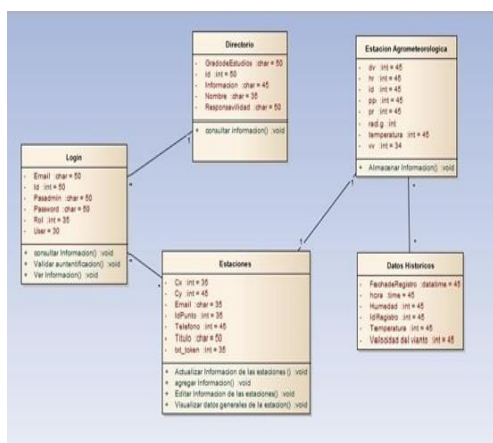 Directorio
- GradodeEstudios :char = 50
- Id :int = 50
- Informacion :char = 45
- Nombre :char = 35
- Responsavilidad :char = 50
+ consultar Informacion() :void
Estacion Agrometeorologica
- dv :int = 45
- hr :int = 45
- id :int = 45
- pp :int = 45
- pr :int = 45
- rad.g :int
- temperatura :int = 45
- vv :int = 34
+ Almacenar Informacion() :void
Login
- Email :char = 50
- Id :int = 50
- Pasadmin :char = 50
- Password :char = 50
- Rol :int = 35
- User = 30
+ consultar Informacion() :void
+ Validar auntentificacion() :void
+ Ver Informacion() :void
Estaciones
- Cx :int = 35
- Cy :int = 45
- Email :char = 35
- IdPunto :int = 35
- Telefono :int = 45
- Titulo :char = 50
- txt_token :int = 35
+ Actualizar Informacion de las estaciones () :void
+ agregar Informacion() :void
+ Editar Informacion de las estaciones() :void
+ Visualizar datos generales de la estacion() :void
Datos Historicos
- FechadeRegistro :datatime = 45
- hora :time = 45
- Humedad :int = 45
- IdRegistro :int = 45
- Temperatura :int = 45
- Velocidad del viento :int = 45
1
*
*
*
1
1
*
*